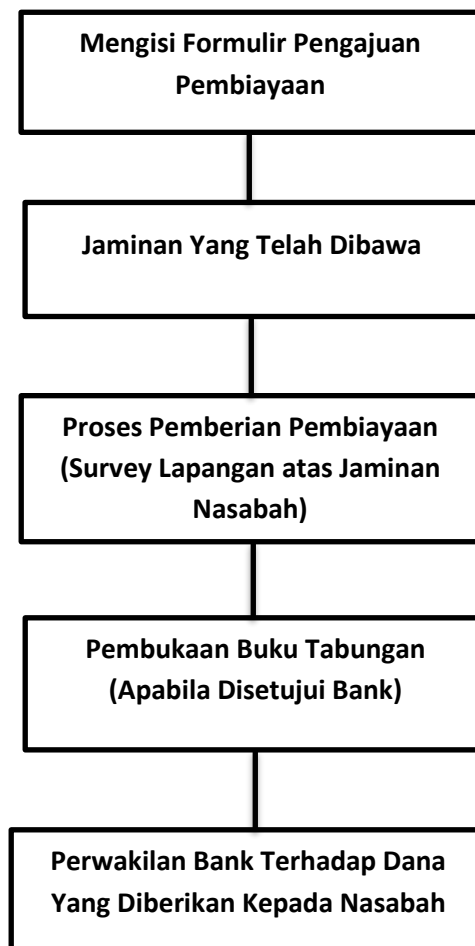 Mengisi Formulir Pengajuan
Pembiayaan
Jaminan Yang Telah Dibawa
Proses Pemberian Pembiayaan
(Survey Lapangan atas Jaminan
Nasabah)
Pembukaan Buku Tabungan
(Apabila Disetujui Bank)
Perwakilan Bank Terhadap Dana
Yang Diberikan Kepada Nasabah